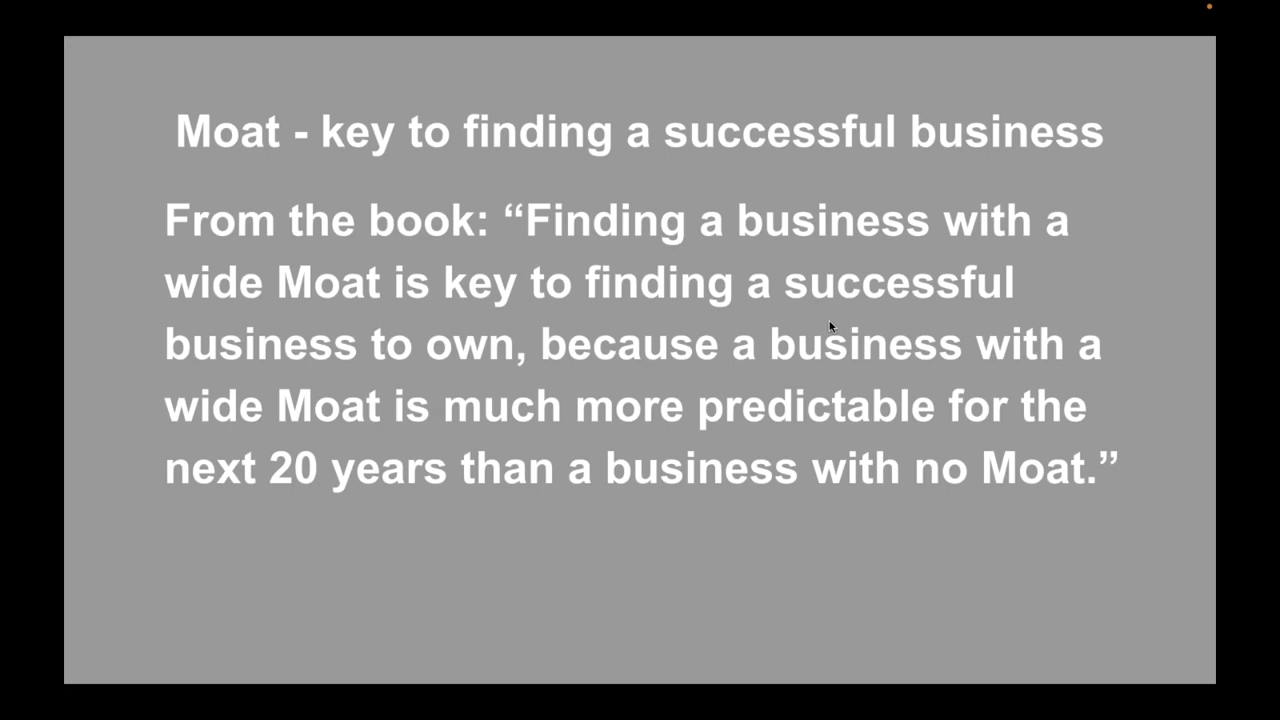 Moat - key to finding a successful business
From the book: “Finding a business with a
wide Moat is key to finding a successful
business to own, because a business with a
wide Moat is much more predictable for the
next 20 years than a business with no Moat.”